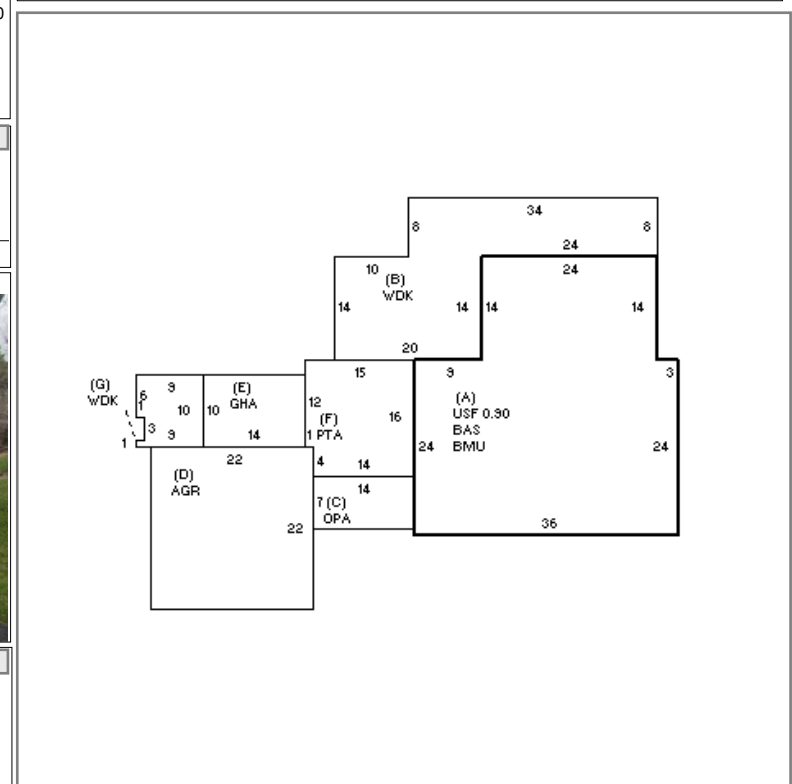 34
8 8
24
10 24
(B)
WDK
14 14 14 14
20
15 9 3
(G)
WDK
9 (E)
GHA
6
1
10 10
12
(F)
PTA
16
(A)
USF 0.90
BAS
BMU
3
9 14 1
1
24 24
22
4 14
(D)
AGR
14
7 (C)
OPA
22
36